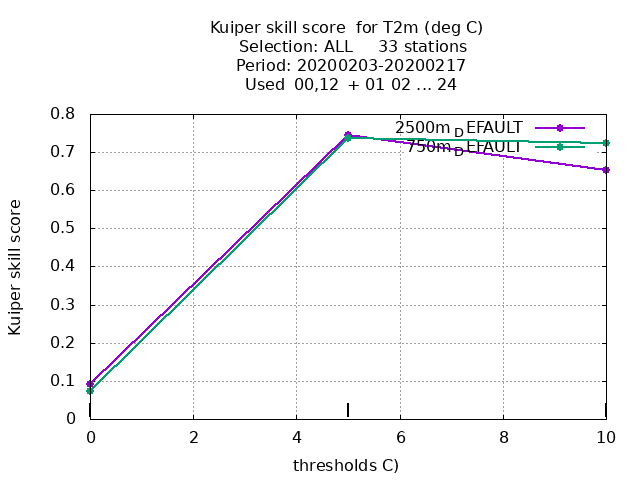 Kuiper skill score  for T2m (deg C)
Selection: ALL     33 stations
Period: 20200203-20200217
Used  00,12  + 01 02 ... 24
0.8
0.7
0.6
0.5
0.4
0.3
0.2
0.1
0
Kuiper skill score
2500m DEFAULT
750m DEFAULT
0 2 4 6 8 10
thresholds C)